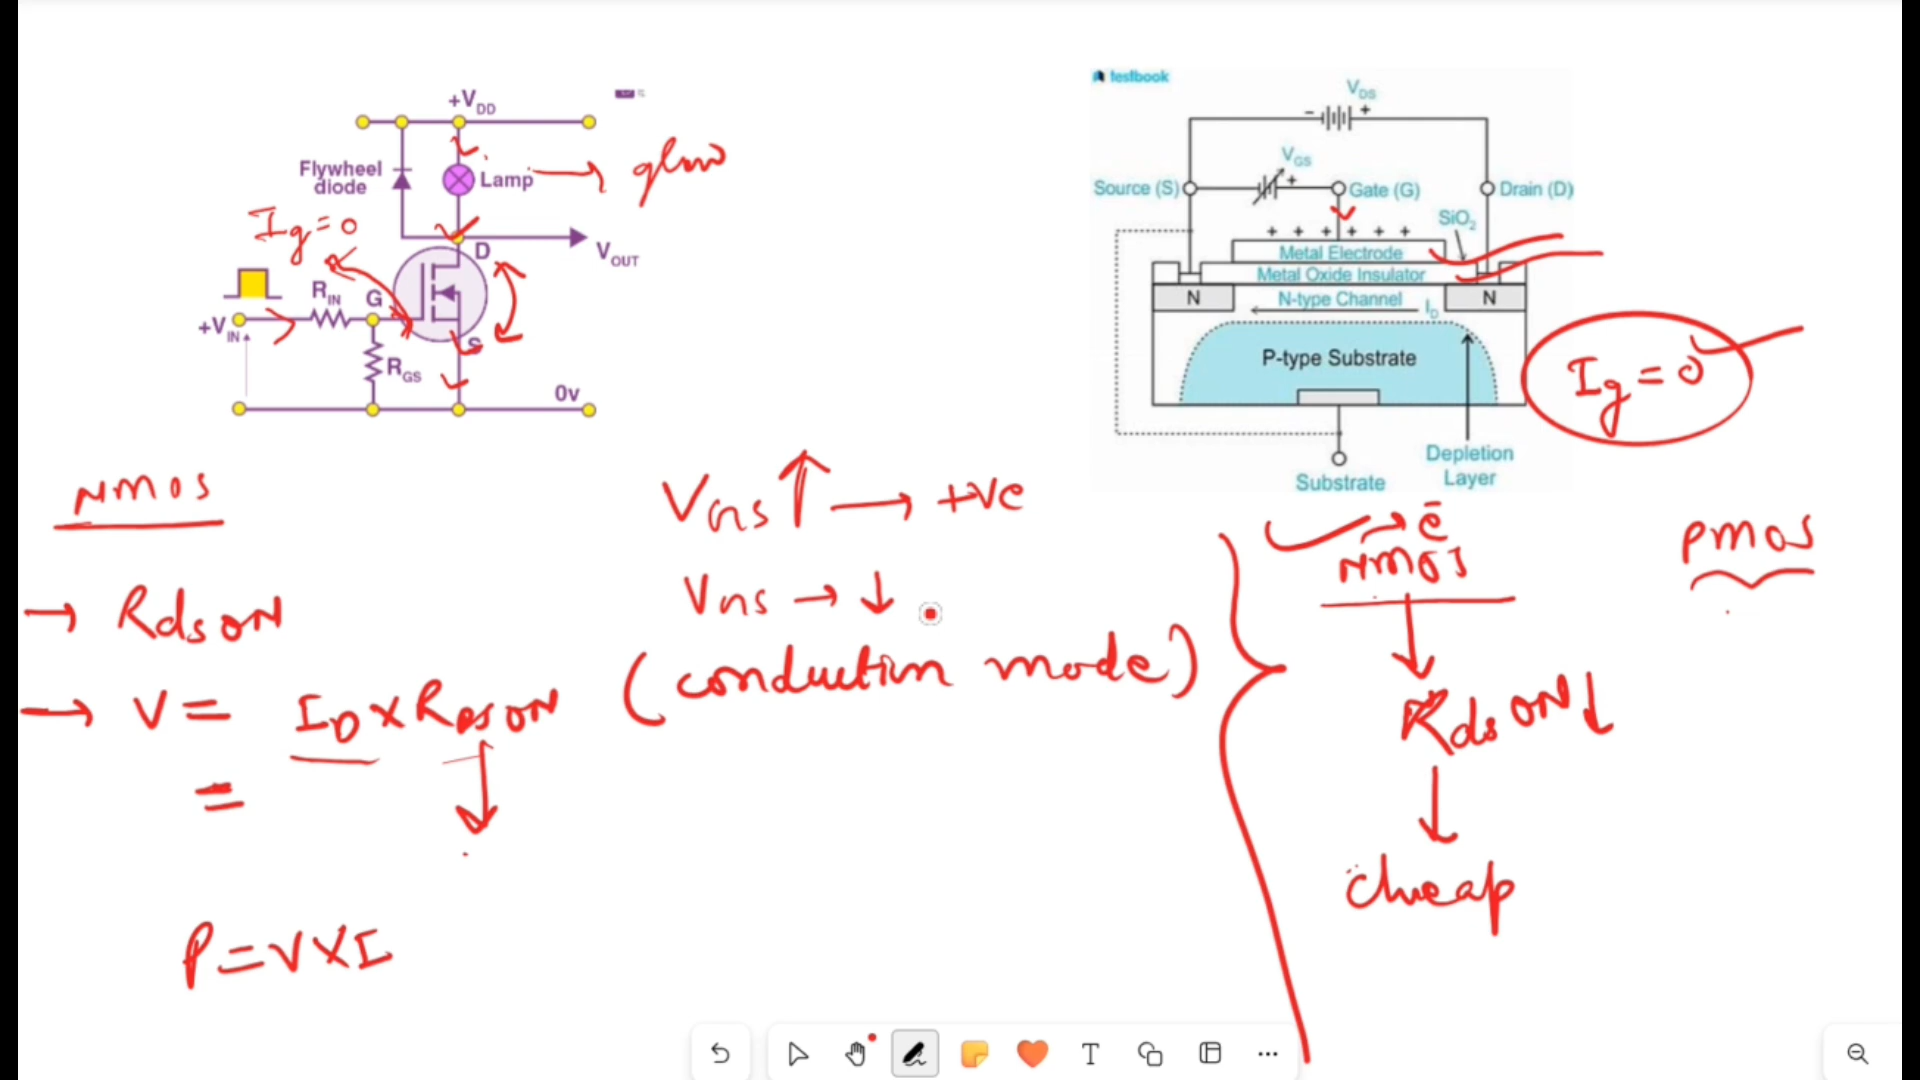 +VDD
Flywheel
diode
Lamp
glow
Ig=0
D
VOUT
RIN
G
+VIN
S
RGS
0v
testbook
VDS
- +
VGS
+
Source (S)
Gate (G)
Drain (D)
SiO2
+ + + + + +
Metal Electrode
Metal Oxide Insulator
N
N-type Channel
N
ID
P-type Substrate
Ig=0
Depletion
Layer
Substrate
NMOS
VGS ↑ → +ve
VGS → ↓
(conduction mode)
→ Rds ON
→ V = ID x RDS ON
=
P = V X I
→ ē
NMOS
Rds ON ↓
cheap
PMOS
T